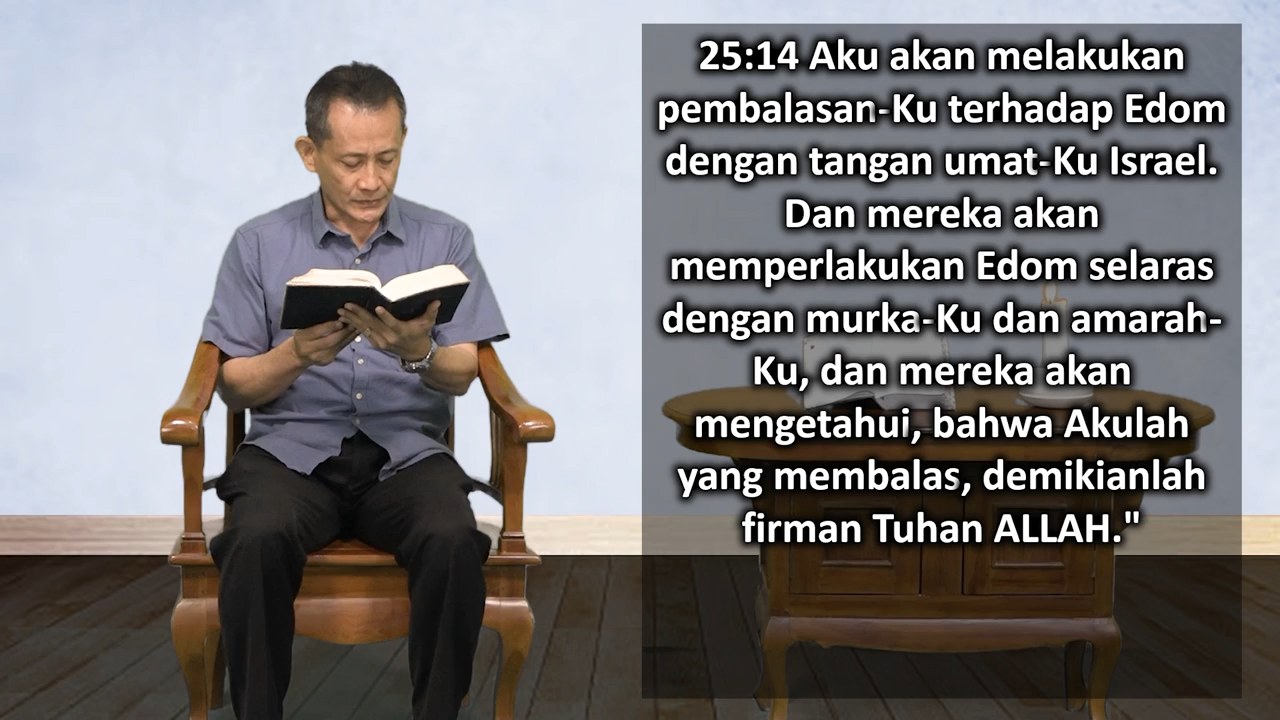 25:14 Aku akan melakukan
pembalasan-Ku terhadap Edom
dengan tangan umat-Ku Israel.
Dan mereka akan
memperlakukan Edom selaras
dengan murka-Ku dan amarah-
Ku, dan mereka akan
mengetahui, bahwa Akulah
yang membalas, demikianlah
firman Tuhan ALLAH."